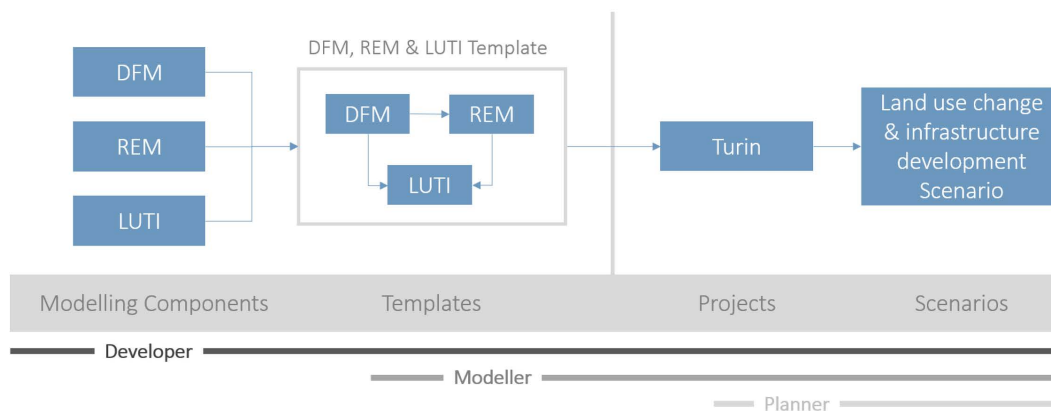 DFM, REM & LUTI Template
DFM
REM
LUTI
DFM
REM
LUTI
Turin
Land use change
& infrastructure
development
Scenario
Modelling Components
Templates
Projects
Scenarios
Developer
Modeller
Planner